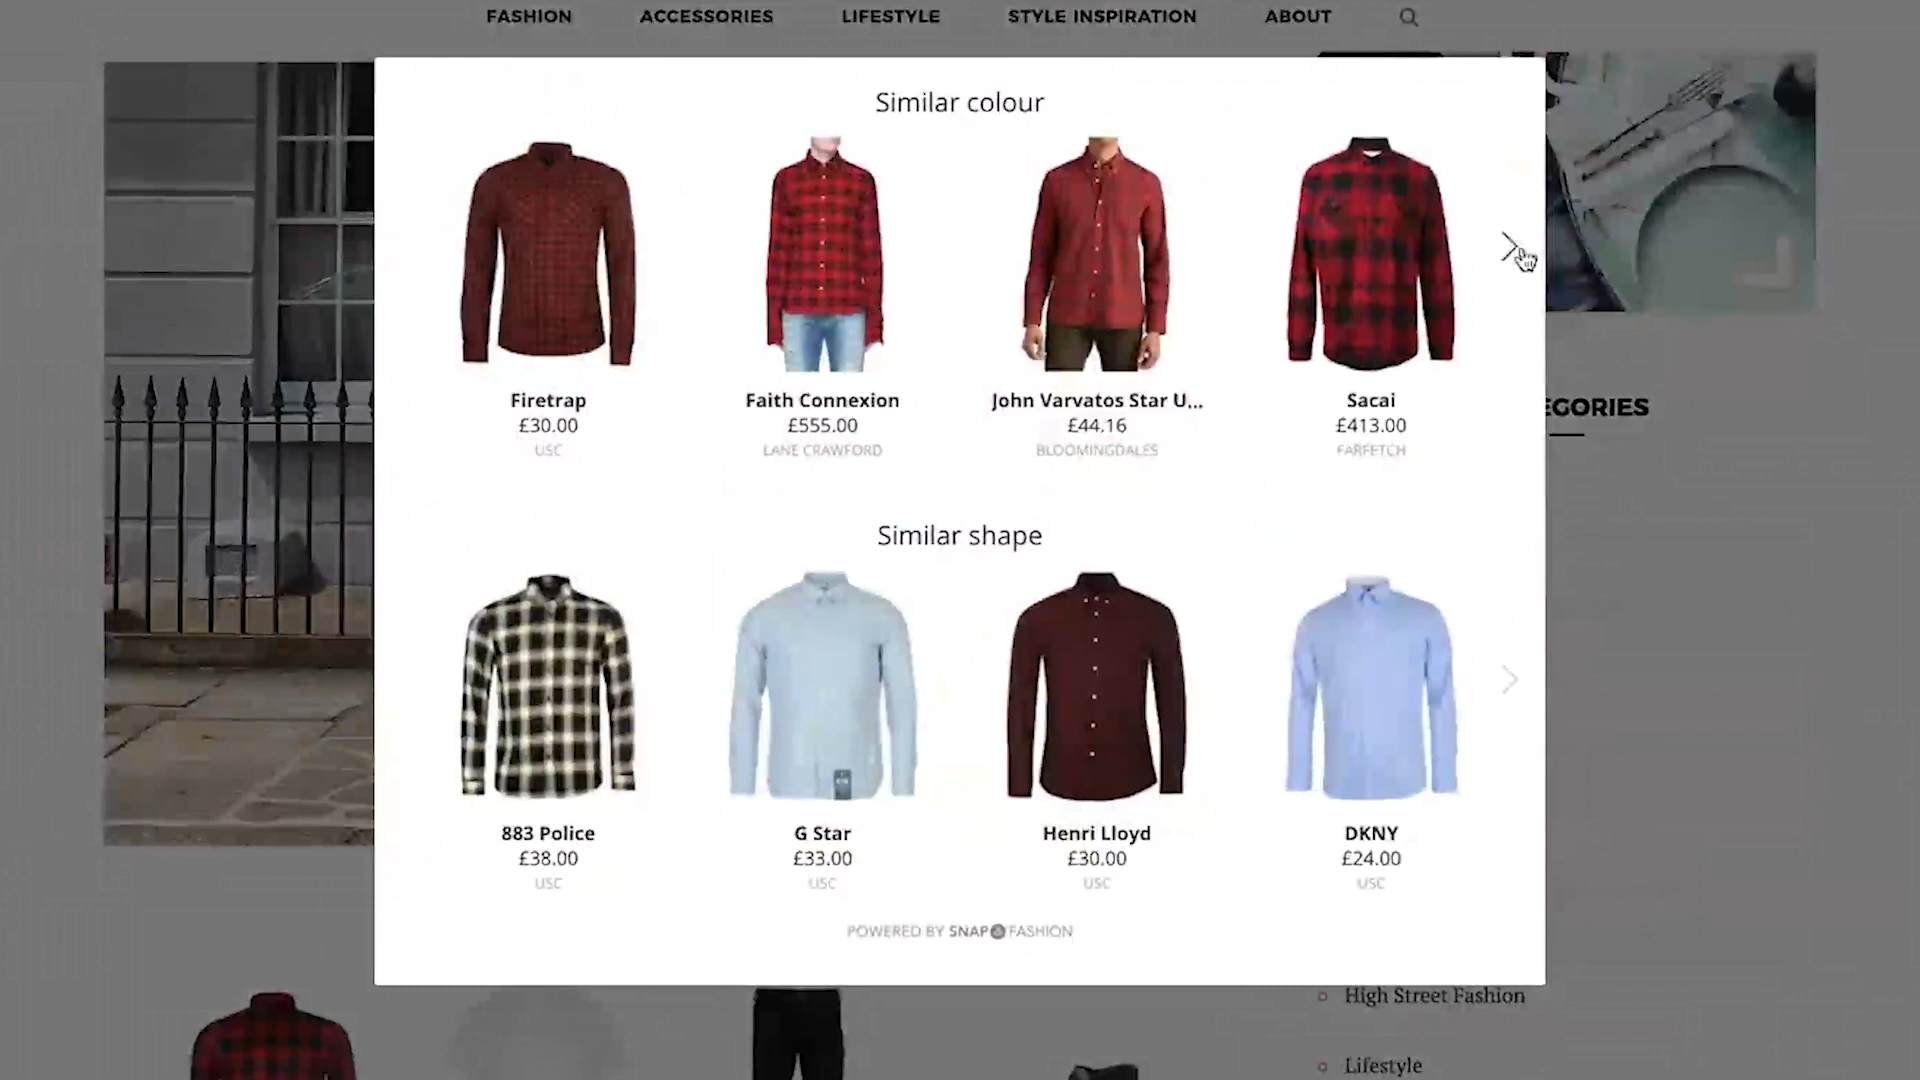 FASHION ACCESSORIES LIFESTYLE STYLE INSPIRATION ABOUT
Similar colour
Firetrap
£30.00
USC
Faith Connexion
£555.00
LANE CRAWFORD
John Varvatos Star U...
£44.16
BLOOMINGDALES
Sacai
£413.00
FARFETCH
EGORIES
Similar shape
883 Police
£38.00
USC
G Star
£33.00
USC
Henri Lloyd
£30.00
USC
DKNY
£24.00
USC
POWERED BY SNAP FASHION
High Street Fashion
Lifestyle